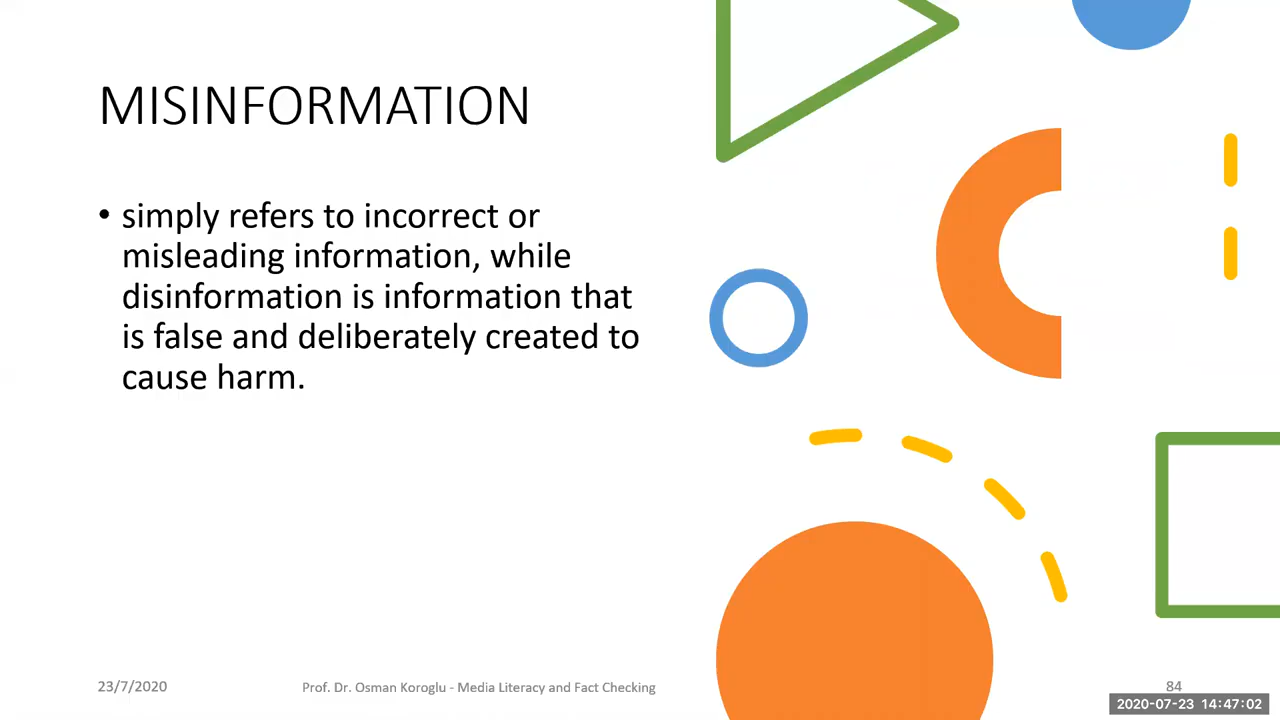 MISINFORMATION
• simply refers to incorrect or
misleading information, while
disinformation is information that
is false and deliberately created to
cause harm.
23/7/2020
Prof. Dr. Osman Koroglu - Media Literacy and Fact Checking
84
2020-07-23 14:47:02